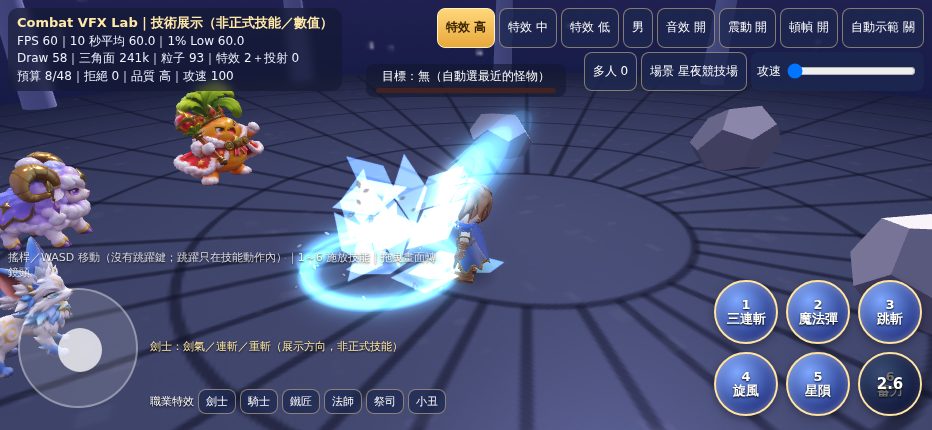 Combat VFX Lab｜技術展示（非正式技能／數值）
FPS 60｜10 秒平均 60.0｜1% Low 60.0
Draw 58｜三角面 241k｜粒子 93｜特效 2＋投射 0
預算 8/48｜拒絕 0｜品質 高｜攻速 100
特效 高
特效 中
特效 低
男
音效 開
震動 開
頓幀 開
自動示範 關
多人 0
場景 星夜競技場
攻速
目標：無（自動選最近的怪物）
搖桿／WASD 移動（沒有跳躍鍵；跳躍只在技能動作內）｜1–6 施放技能｜拖曳畫面轉
鏡頭
劍士：劍氣／連斬／重斬（展示方向，非正式技能）
職業特效
劍士
騎士
鐵匠
法師
祭司
小丑
1
三連斬
2
魔法彈
3
跳斬
4
旋風
5
星隕
2.6